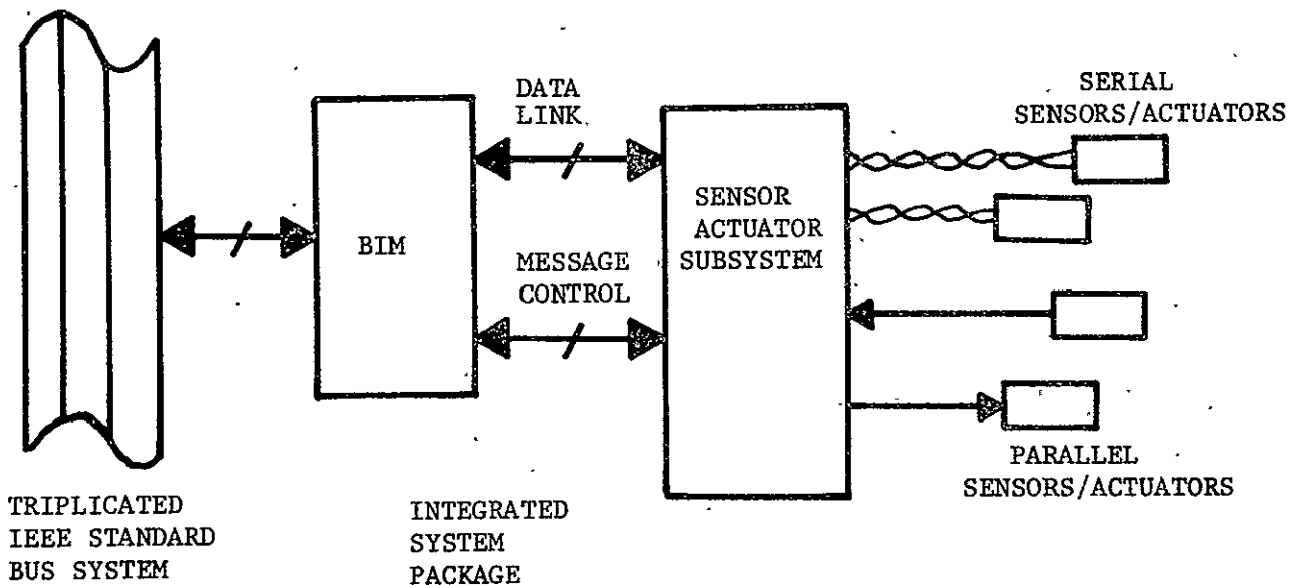 DATA
LINK
SERIAL
SENSORS/ACTUATORS
BIM
SENSOR
ACTUATOR
SUBSYSTEM
MESSAGE
CONTROL
PARALLEL
SENSORS/ACTUATORS
TRIPLICATED
IEEE STANDARD
BUS SYSTEM
INTEGRATED
SYSTEM
PACKAGE